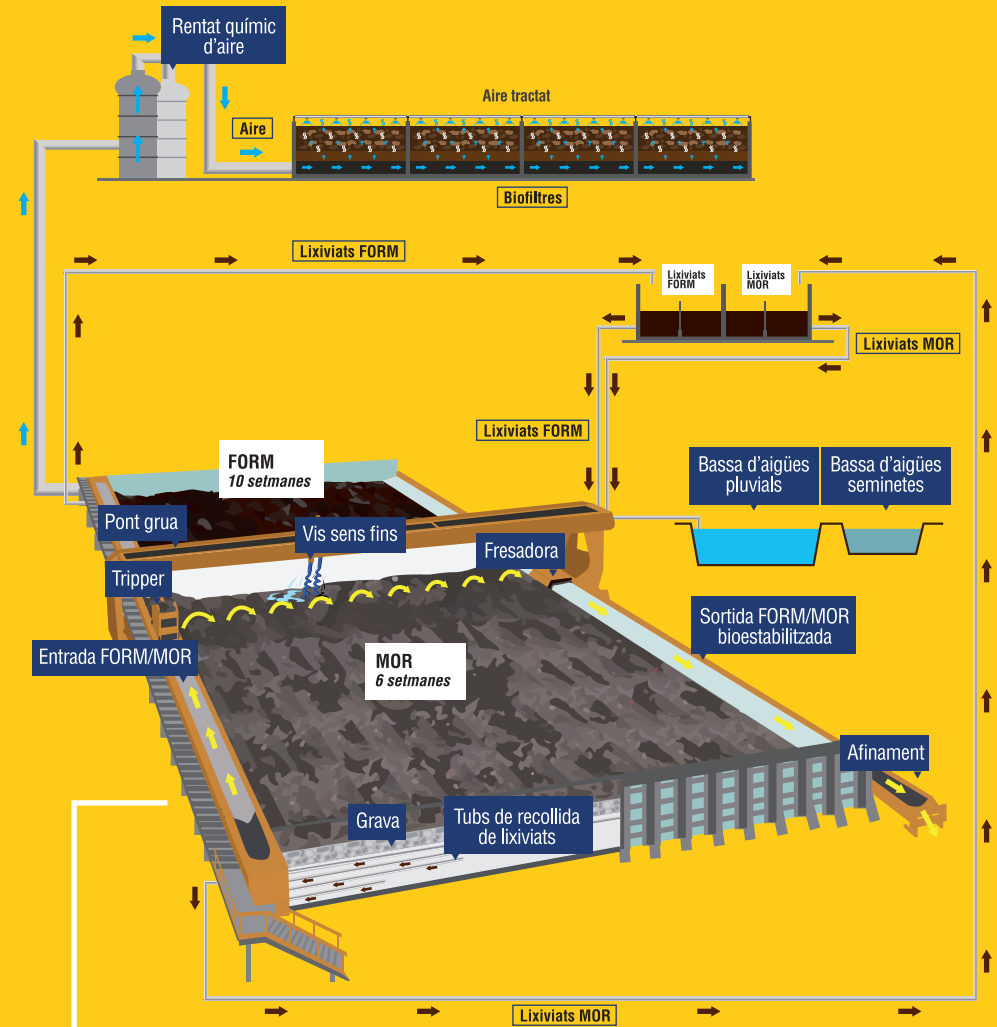 Rentat químic
d'aire
Aire tractat
Aire
Biofiltres
Lixiviats FORM
Lixiviats
FORM
Lixiviats
MOR
Lixiviats MOR
Lixiviats FORM
FORM
10 setmanes
Bassa d'aigües
pluvials
Bassa d'aigües
seminetes
Pont grua
Vis sens fins
Fresadora
Tripper
Sortida FORM/MOR
bioestabilitzada
Entrada FORM/MOR
MOR
6 setmanes
Afinament
Grava
Tubs de recollida
de lixiviats
Lixiviats MOR